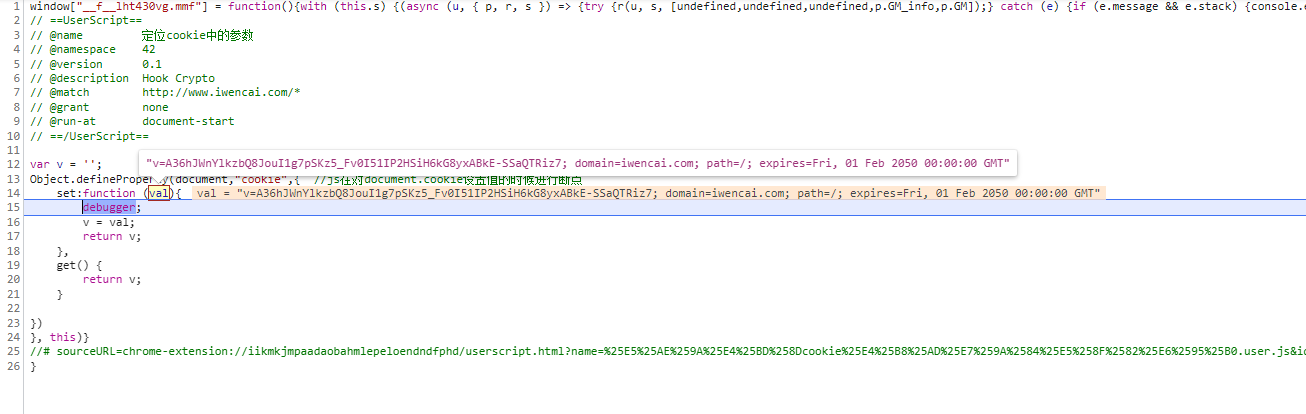 1 window["__f__lht430vg.mmf"] = function(){with (this.s) {(async (u, { p, r, s }) => {try {r(u, s, [undefined,undefined,undefined,p.GM_info,p.GM]);} catch (e) {if (e.message && e.stack) {console.e
2 // ==UserScript==
3 // @name 定位cookie中的参数
4 // @namespace 42
5 // @version 0.1
6 // @description Hook Crypto
7 // @match http://www.iwencai.com/*
8 // @grant none
9 // @run-at document-start
10 // ==/UserScript==
11
"v=A36hJWnYlkzbQ8JouI1g7pSKz5_Fv0I51IP2HSiH6kG8yxABkE-SSaQTRiz7; domain=iwencai.com; path=/; expires=Fri, 01 Feb 2050 00:00:00 GMT"
12 var v = '';
13 Object.defineProperty(document,"cookie",{ //js在对document.cookie设置值的时候进行断点
14 set:function (val){ val = "v=A36hJWnYlkzbQ8JouI1g7pSKz5_Fv0I51IP2HSiH6kG8yxABkE-SSaQTRiz7; domain=iwencai.com; path=/; expires=Fri, 01 Feb 2050 00:00:00 GMT"
15 debugger;
16 v = val;
17 return v;
18 },
19 get() {
20 return v;
21 }
22
23 })
24 }, this)}
25 //# sourceURL=chrome-extension://iikmkjmpaadaobahmlepeloendndfphd/userscript.html?name=%25E5%25AE%259A%25E4%25BD%258Dcookie%25E4%25B8%25AD%25E7%259A%2584%25E5%258F%2582%25E6%2595%25B0.user.js&id
26 }